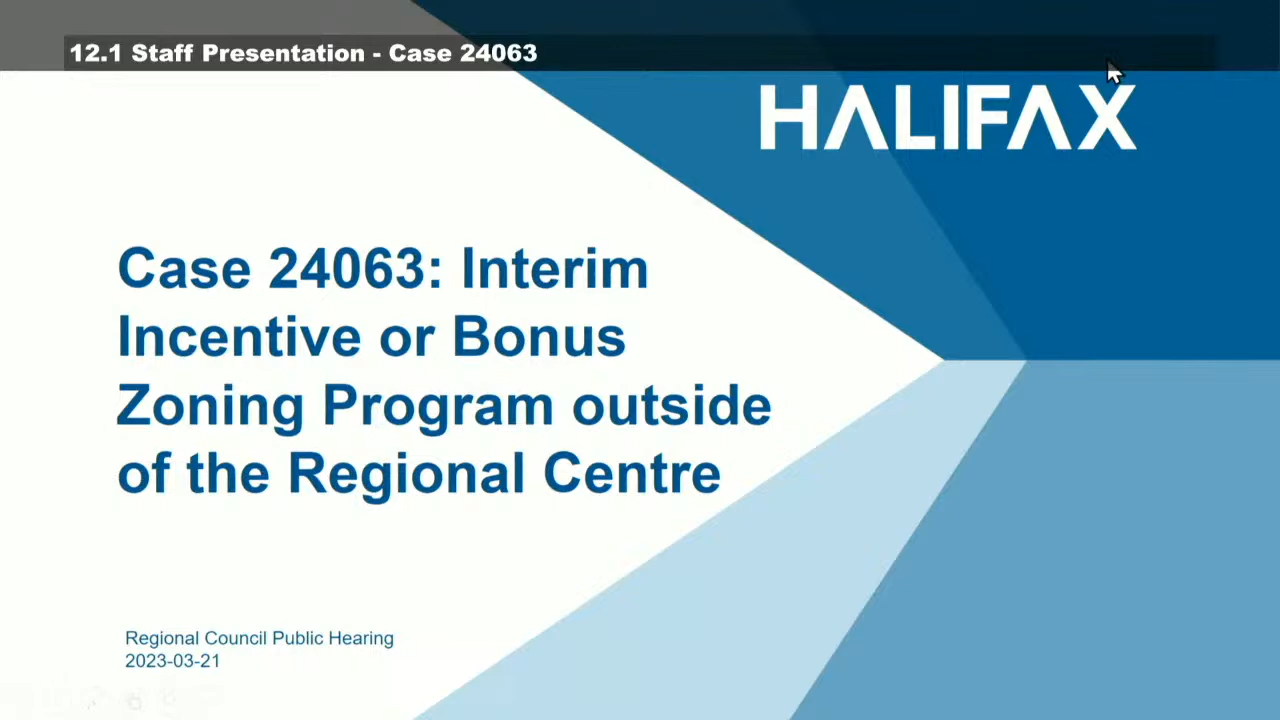 12.1 Staff Presentation - Case 24063
HALIFAX
Case 24063: Interim
Incentive or Bonus
Zoning Program outside
of the Regional Centre
Regional Council Public Hearing
2023-03-21